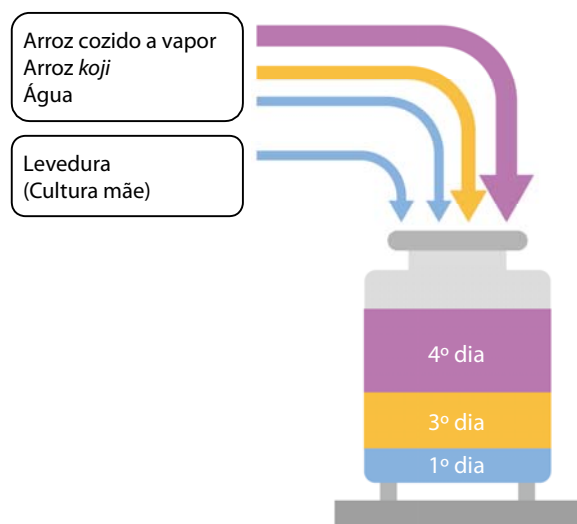 Arroz cozido a vapor
Arroz koji
Água
Levedura
(Cultura mãe)
4º dia
3º dia
1º dia